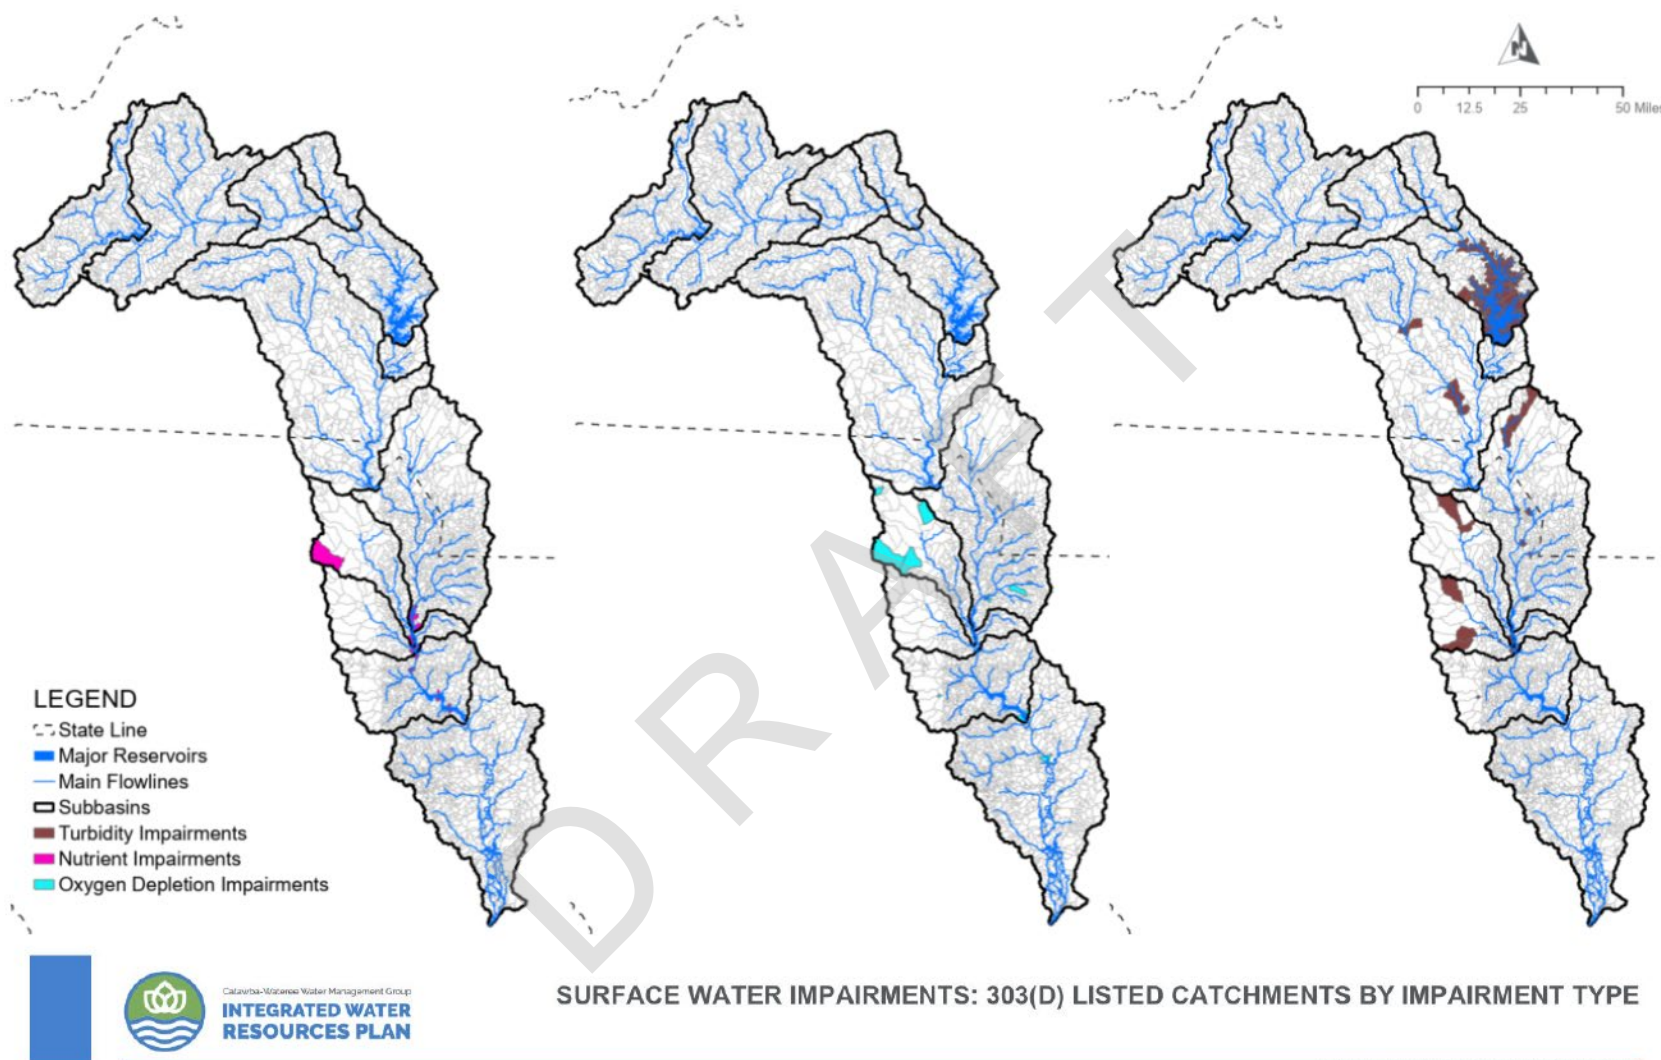 N
0 12.5 25 50 Miles
DRAFT
LEGEND
State Line
Major Reservoirs
Main Flowlines
Subbasins
Turbidity Impairments
Nutrient Impairments
Oxygen Depletion Impairments
Catawba-Wateree Water Management Group
INTEGRATED WATER
RESOURCES PLAN
SURFACE WATER IMPAIRMENTS: 303(D) LISTED CATCHMENTS BY IMPAIRMENT TYPE